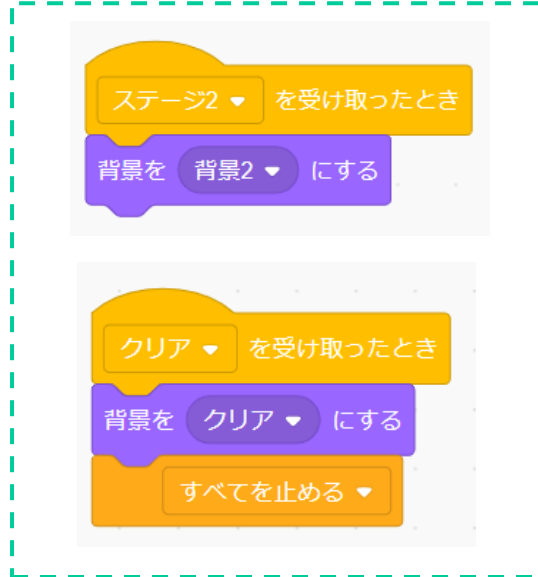 ステージ2 を受け取ったとき
背景を 背景2 にする
クリア を受け取ったとき
背景を クリア にする
すべてを止める